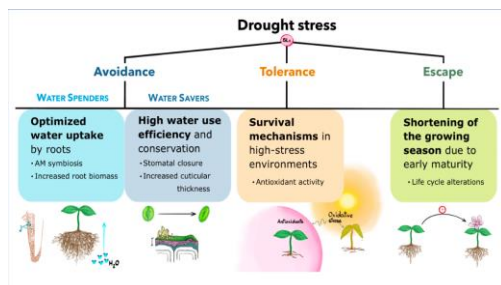 Drought stress
SLs
Avoidance
Tolerance
Escape
WATER SPENDERS
WATER SAVERS
Optimized
water uptake
by roots
• AM symbiosis
• Increased root biomass
High water use
efficiency and
conservation
• Stomatal closure
• Increased cuticular
thickness
Survival
mechanisms in
high-stress
environments
• Antioxidant activity
Shortening of
the growing
season due to
early maturity
• Life cycle alterations
H₂O
Antioxidants
Oxidative
stress